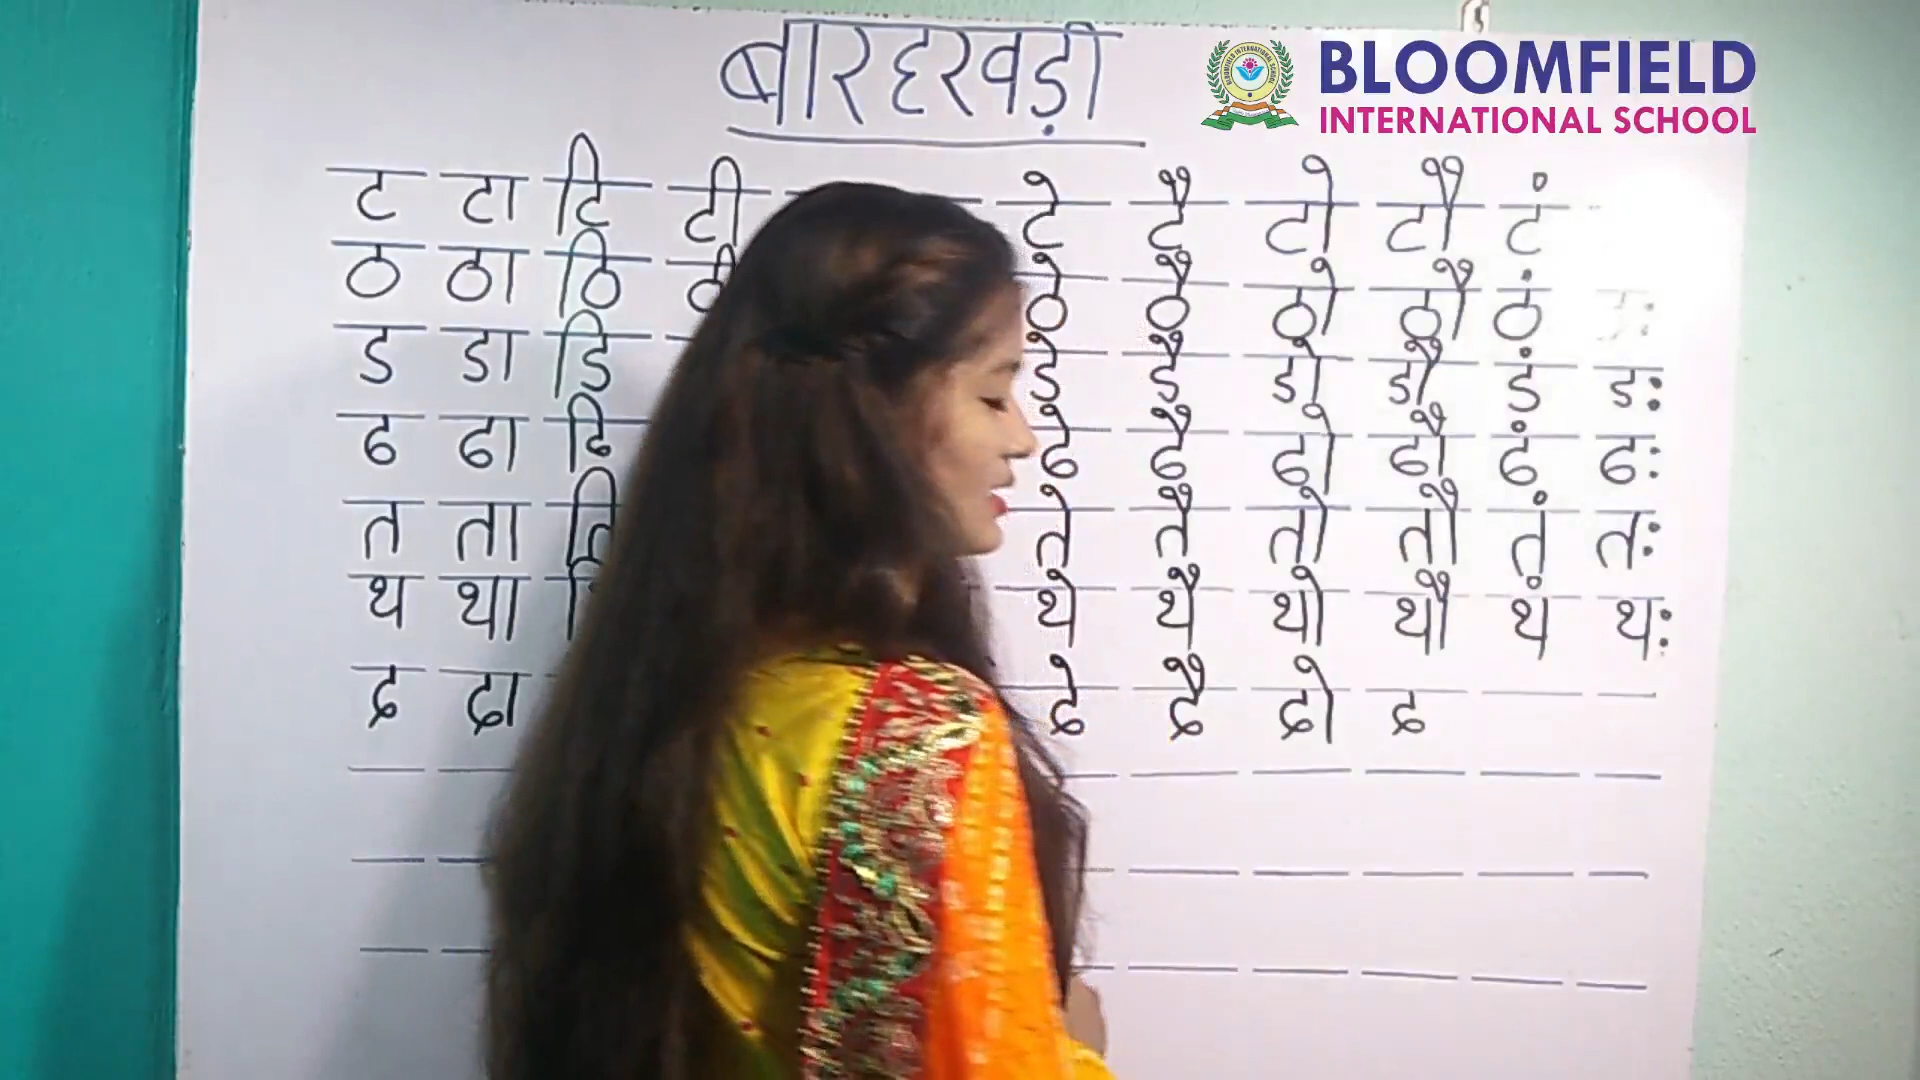 बारहखड़ी
BLOOMFIELD
INTERNATIONAL SCHOOL
ट टा टि टी टे टै टो टौ टं
ठ ठा ठि ठी ठे ठै ठो ठौ ठं
ड डा डि डे डै डो डौ डं डः
ढ ढा ढि ढे ढै ढो ढौ ढं ढः
त ता ति ते तै तो तौ तं तः
थ था थे थै थो थौ थं थः
द दा दे दै दो द